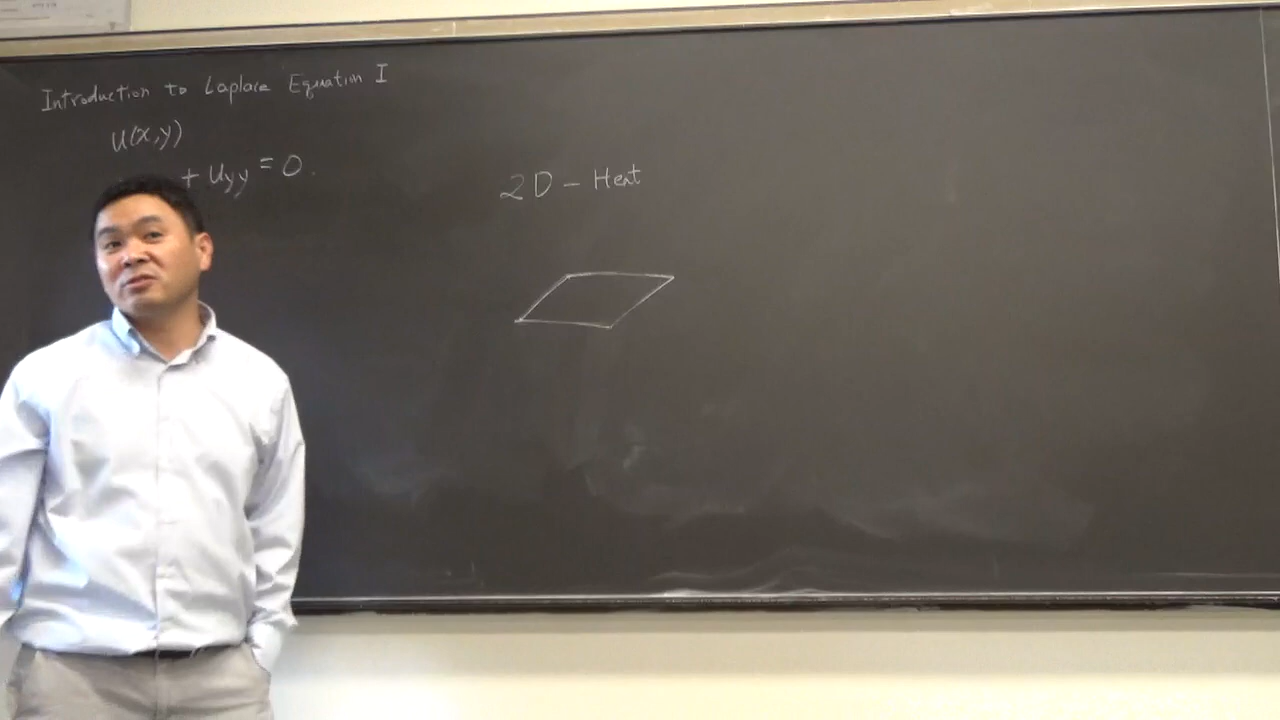 Introduction to Laplace Equation I
u(x,y)
+ uyy = 0.
2D - Heat